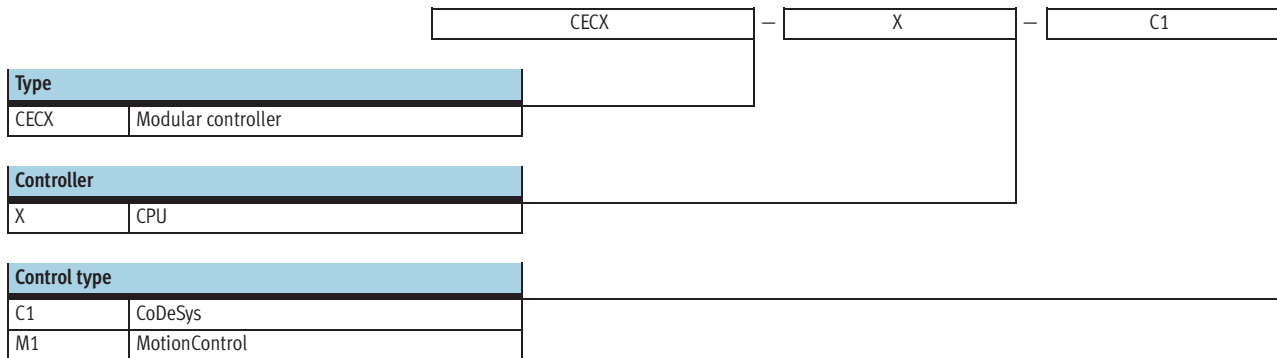 CECX – X – C1
Type
CECX Modular controller
Controller
X CPU
Control type
C1 CoDeSys
M1 MotionControl